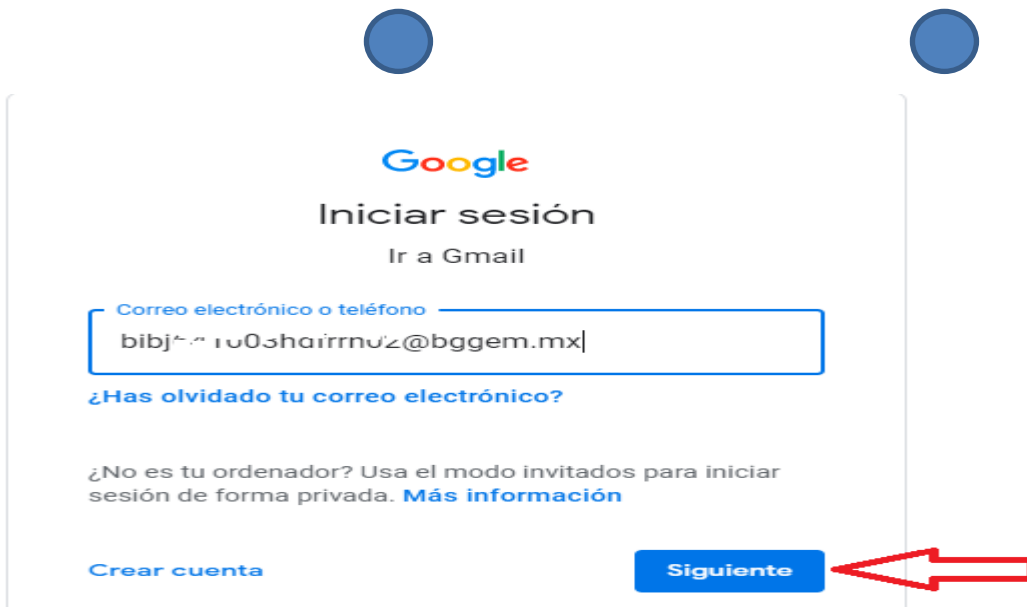 Google
Iniciar sesión
Ir a Gmail
Correo electrónico o teléfono
¿Has olvidado tu correo electrónico?
¿No es tu ordenador? Usa el modo invitados para iniciar
sesión de forma privada. Más información
Crear cuenta
Siguiente